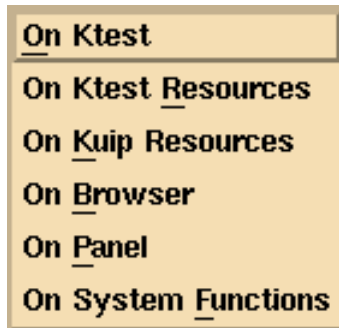 On Ktest
On Ktest Resources
On Kuip Resources
On Browser
On Panel
On System Functions